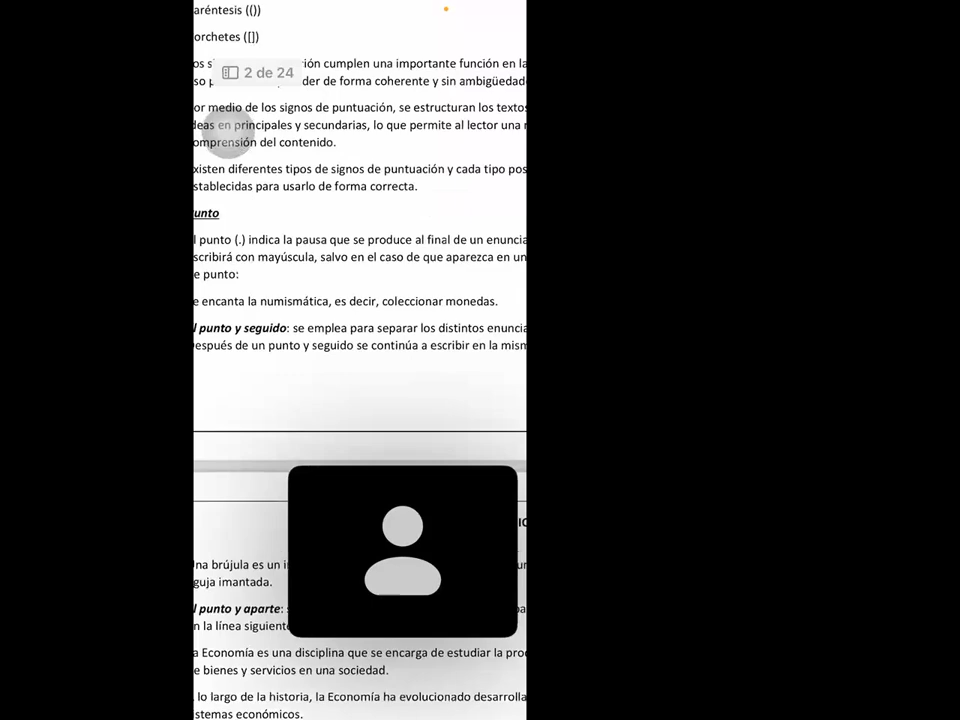 aréntesis (())
orchetes ([])
os s ión cumplen una importante función en la
2 de 24
so p der de forma coherente y sin ambigüedad
or medio de los signos de puntuación, se estructuran los textos
deas en principales y secundarias, lo que permite al lector una
omprensión del contenido.
xisten diferentes tipos de signos de puntuación y cada tipo pos
stablecidas para usarlo de forma correcta.
unto
l punto (.) indica la pausa que se produce al final de un enuncia
scribirá con mayúscula, salvo en el caso de que aparezca en un
e punto:
e encanta la numismática, es decir, coleccionar monedas.
l punto y seguido: se emplea para separar los distintos enuncia
Después de un punto y seguido se continúa a escribir en la mism
Una brújula es un i
guja imantada.
l punto y aparte:
n la línea siguiente
a Economía es una disciplina que se encarga de estudiar la pro
e bienes y servicios en una sociedad.
lo largo de la historia, la Economía ha evolucionado desarrolla
stemas económicos.